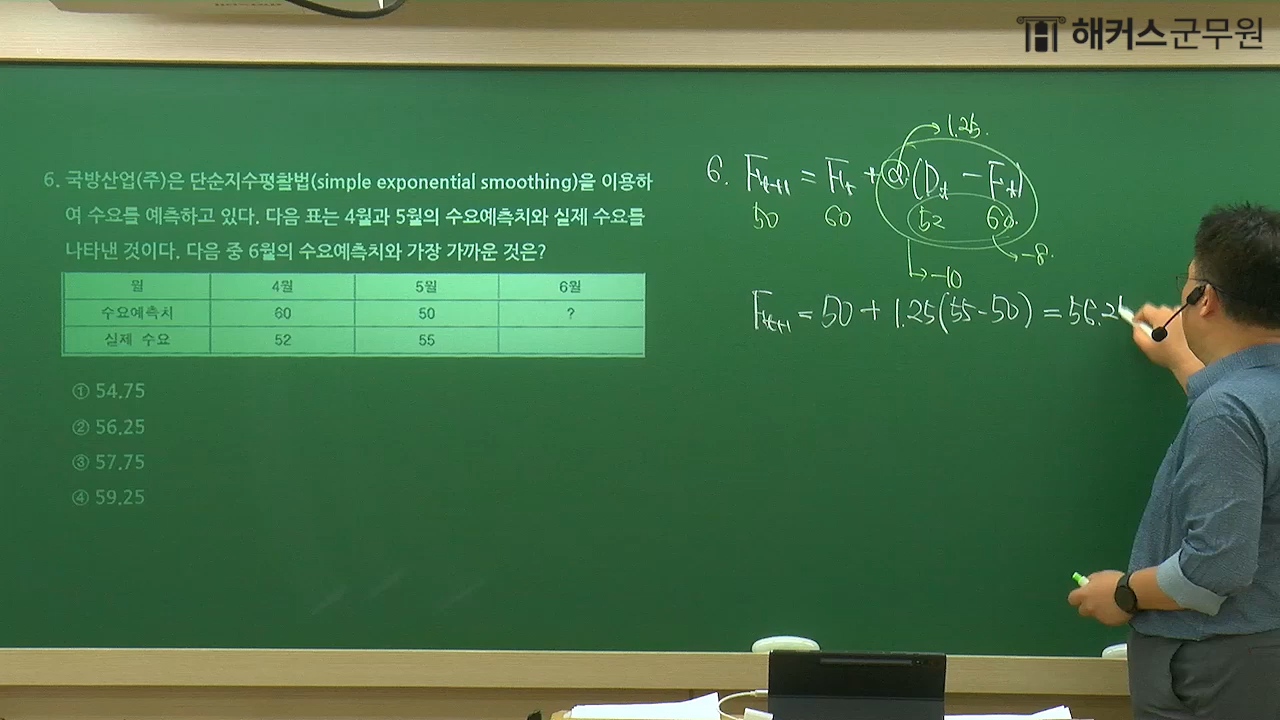 해커스군무원
6. 국방산업(주)은 단순지수평활법(simple exponential smoothing)을 이용하
여 수요를 예측하고 있다. 다음 표는 4월과 5월의 수요예측치와 실제 수요를
나타낸 것이다. 다음 중 6월의 수요예측치와 가장 가까운 것은?
월 4월 5월 6월
수요예측치 60 50 ?
실제 수요 52 55
① 54.75
② 56.25
③ 57.75
④ 59.25
1.25.
6. Ft+1 = Ft + α(Dt - Ft)
50 60 52 60
-8.
-10
Ft+1 = 50 + 1.25(55-50) = 56.2